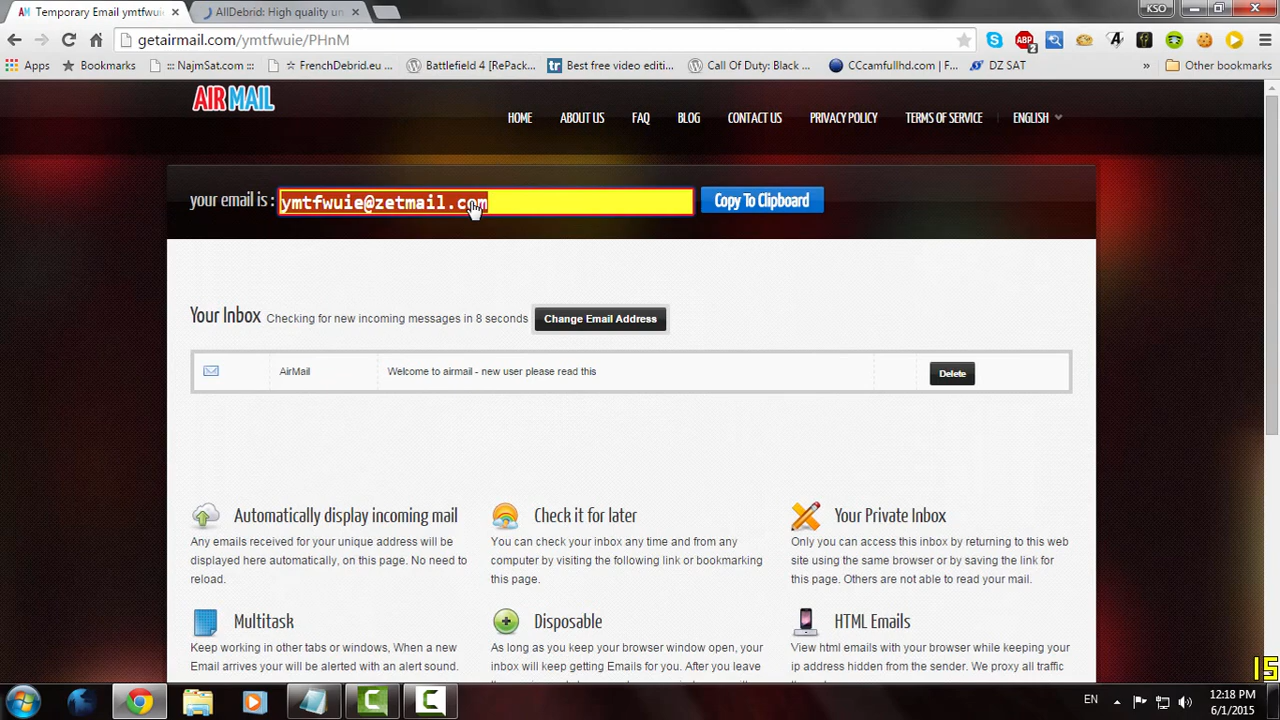 AM Temporary Email ymtfwuie
AllDebrid: High quality un
KSO
getairmail.com/ymtfwuie/PHnM
ABP
2
Apps
Bookmarks
::: NajmSat.com :::
☆ FrenchDebrid.eu ...
Battlefield 4 [RePack...
tr Best free video editi...
Call Of Duty: Black ...
CCcamfullhd.com | F...
DZ SAT
»
Other bookmarks
AIR MAIL
HOME
ABOUT US
FAQ
BLOG
CONTACT US
PRIVACY POLICY
TERMS OF SERVICE
ENGLISH
your email is :
ymtfwuie@zetmail.com
Copy To Clipboard
Your Inbox
Checking for new incoming messages in 8 seconds
Change Email Address
AirMail
Welcome to airmail - new user please read this
Delete
Automatically display incoming mail
Any emails received for your unique address will be
displayed here automatically, on this page. No need to
reload.
Check it for later
You can check your inbox any time and from any
computer by visiting the following link or bookmarking
this page.
Your Private Inbox
Only you can access this inbox by returning to this web
site using the same browser or by saving the link for
this page. Others are not able to read your mail.
Multitask
Keep working in other tabs or windows, When a new
Email arrives your will be alerted with an alert sound.
Disposable
As long as you keep your browser window open, your
inbox will keep getting Emails for you. After you leave
HTML Emails
View html emails with your browser while keeping your
ip address hidden from the sender. We proxy all traffic
15
EN
12:18 PM
6/1/2015